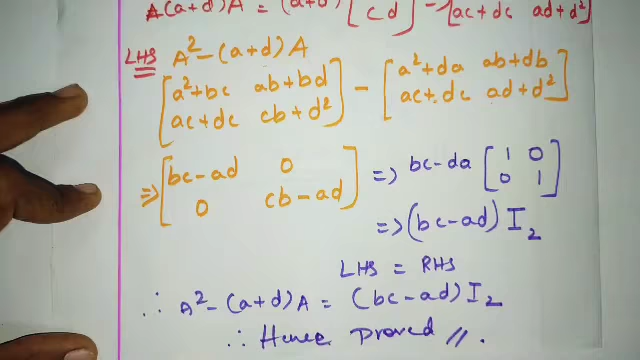 A(a+d)A = (a+d) [ c d ] - [ac+dc ad+d²]
LHS A² - (a+d)A
[a²+bc ab+bd] - [a²+da ab+db]
[ac+dc cb+d²] [ac+dc ad+d²]
=> [bc-ad 0] => bc-da [1 0]
[0 cb-ad] [0 1]
=> (bc-ad) I₂
LHS = RHS
∴ A² - (a+d)A = (bc-ad) I₂
∴ Hence proved //.